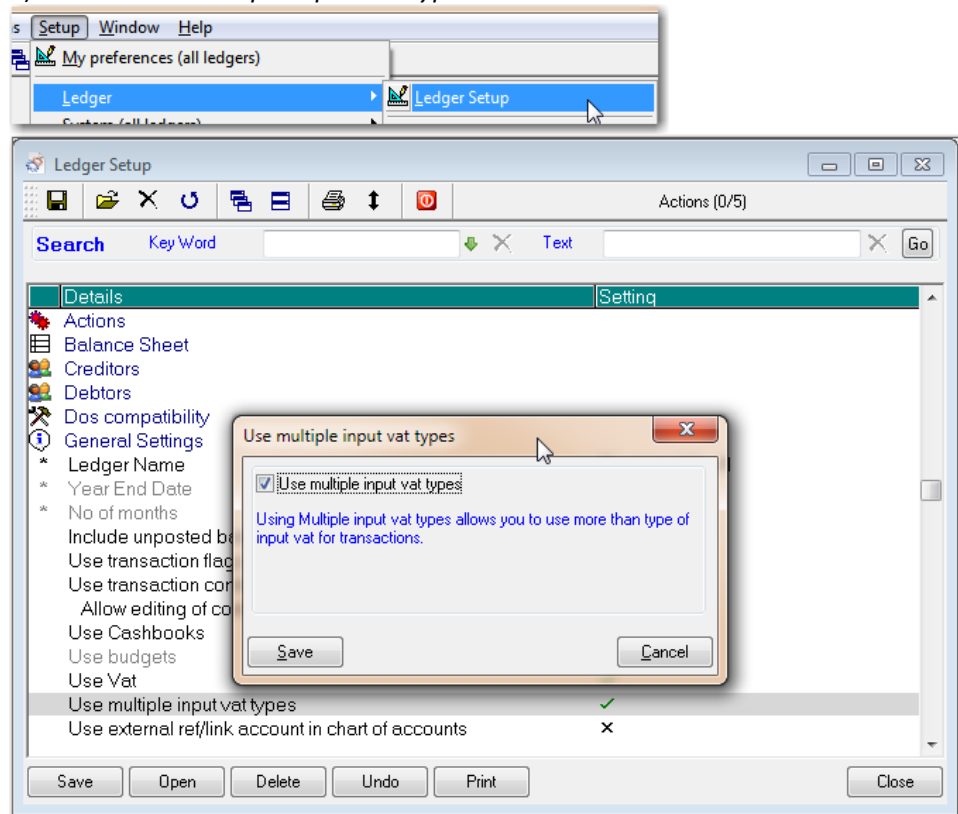 s Setup Window Help
My preferences (all ledgers)
Ledger Ledger Setup
System (all ledgers)
Ledger Setup
Actions (0/5)
Search Key Word Text Go
Details Setting
Actions
Balance Sheet
Creditors
Debtors
Dos compatibility
General Settings
* Ledger Name
* Year End Date
* No of months
Include unposted b
Use transaction flag
Use transaction cor
Allow editing of co
Use Cashbooks
Use budgets
Use Vat
Use multiple input vat types ✓
Use external ref/link account in chart of accounts ×
Use multiple input vat types
Use multiple input vat types
Using Multiple input vat types allows you to use more than type of
input vat for transactions.
Save Cancel
Save Open Delete Undo Print Close